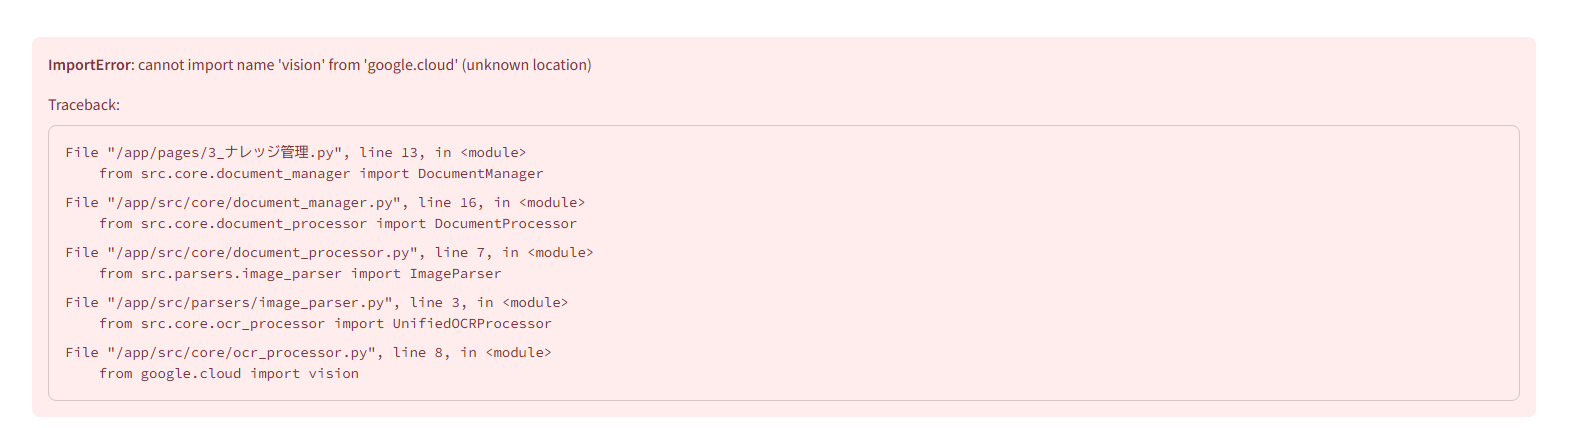 ImportError: cannot import name 'vision' from 'google.cloud' (unknown location)
Traceback:
File "/app/pages/3_ナレッジ管理.py", line 13, in <module>
    from src.core.document_manager import DocumentManager
File "/app/src/core/document_manager.py", line 16, in <module>
    from src.core.document_processor import DocumentProcessor
File "/app/src/core/document_processor.py", line 7, in <module>
    from src.parsers.image_parser import ImageParser
File "/app/src/parsers/image_parser.py", line 3, in <module>
    from src.core.ocr_processor import UnifiedOCRProcessor
File "/app/src/core/ocr_processor.py", line 8, in <module>
    from google.cloud import vision